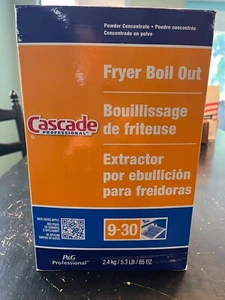 Powder Concentrate • Poudre concentrée
Concentrada en polvo
Fryer Boil Out
Cascade
PROFESSIONAL
Bouillissage
de friteuse
Extractor
por ebullición
para freidoras
9-30
P&G
Professional
2.4 kg / 5.3 LB / 85 OZ